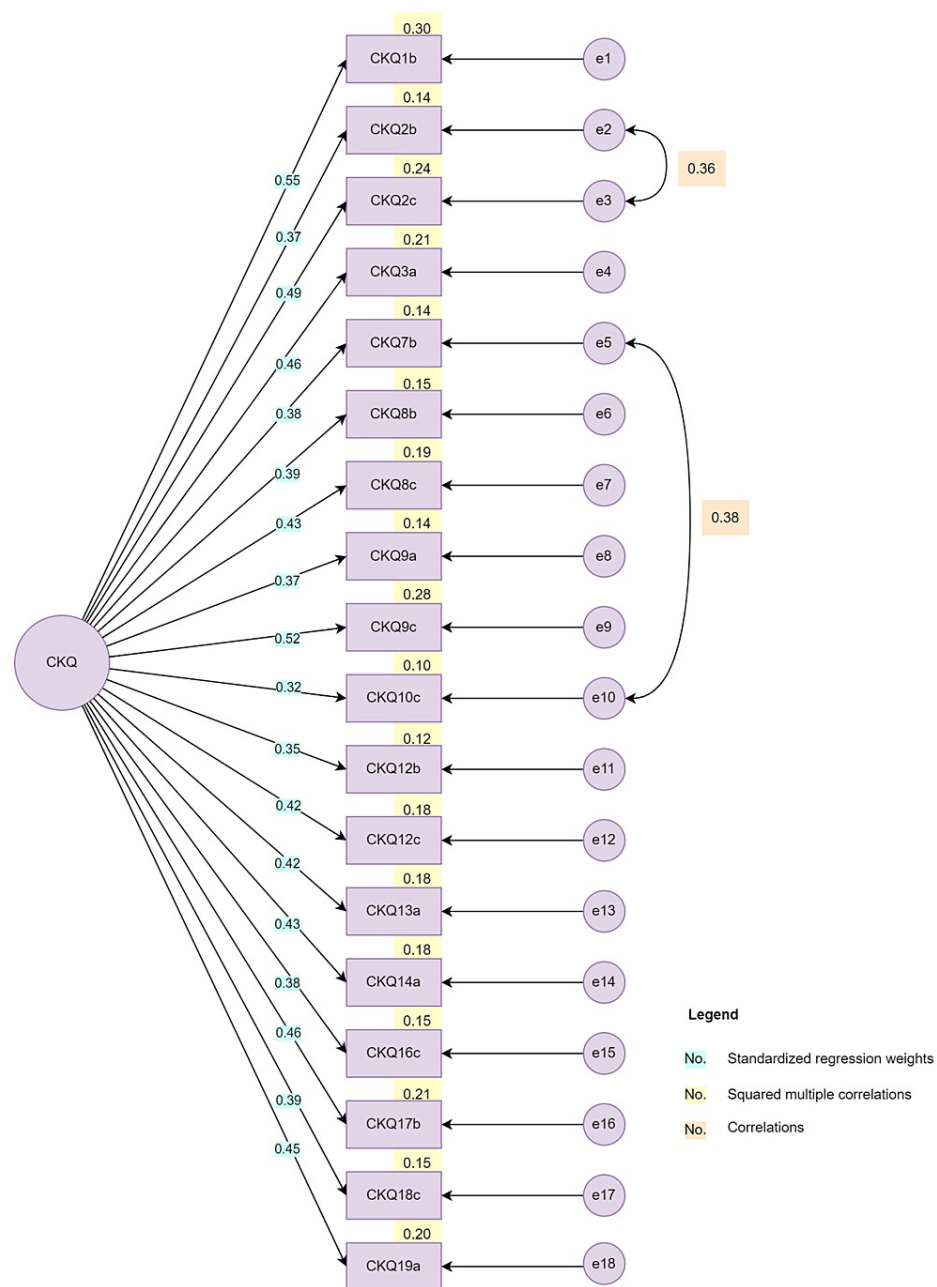 0.30
CKQ1b
e1
0.55
0.14
CKQ2b
e2
0.37
0.36
0.24
CKQ2c
e3
0.49
0.21
CKQ3a
e4
0.46
0.14
CKQ7b
e5
0.38
0.15
CKQ8b
e6
0.39
0.19
CKQ8c
e7
0.43
0.38
0.14
CKQ9a
e8
0.37
0.28
CKQ9c
e9
0.52
CKQ
0.10
CKQ10c
e10
0.32
0.12
CKQ12b
e11
0.35
0.18
CKQ12c
e12
0.42
0.18
CKQ13a
e13
0.42
0.18
CKQ14a
e14
0.43
0.15
CKQ16c
e15
0.38
0.21
CKQ17b
e16
0.46
0.15
CKQ18c
e17
0.39
0.20
CKQ19a
e18
0.45
Legend
No. Standardized regression weights
No. Squared multiple correlations
No. Correlations